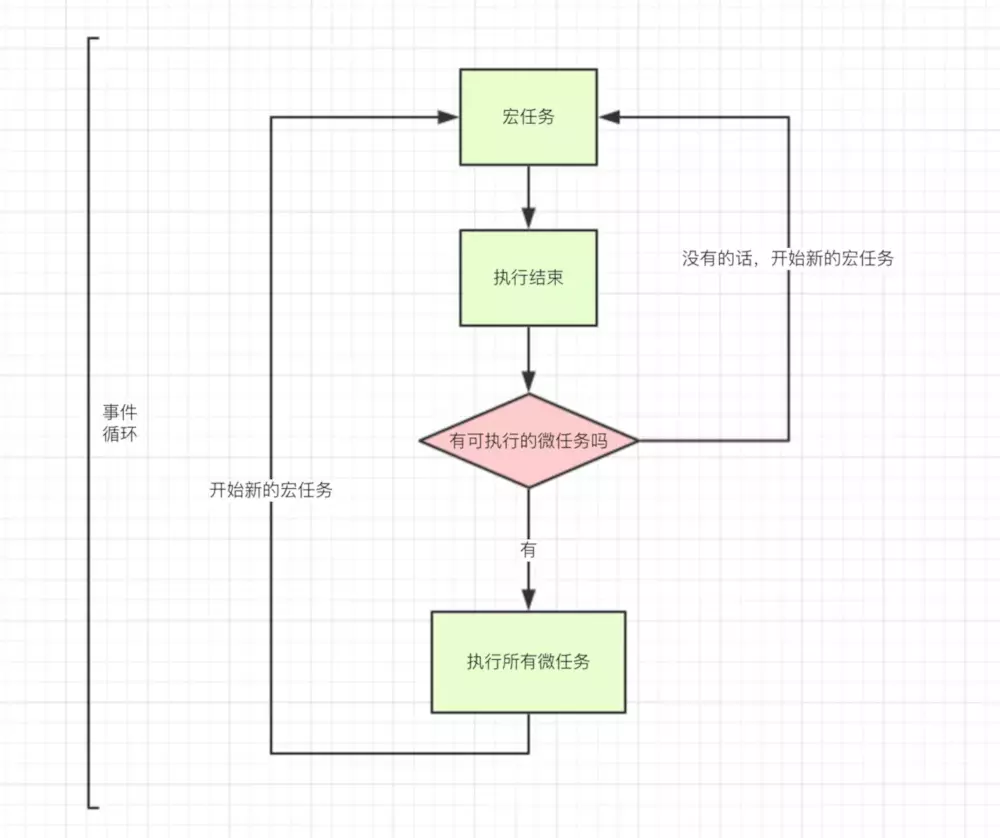 宏任务
执行结束
没有的话，开始新的宏任务
事件
循环
有可执行的微任务吗
开始新的宏任务
有
执行所有微任务